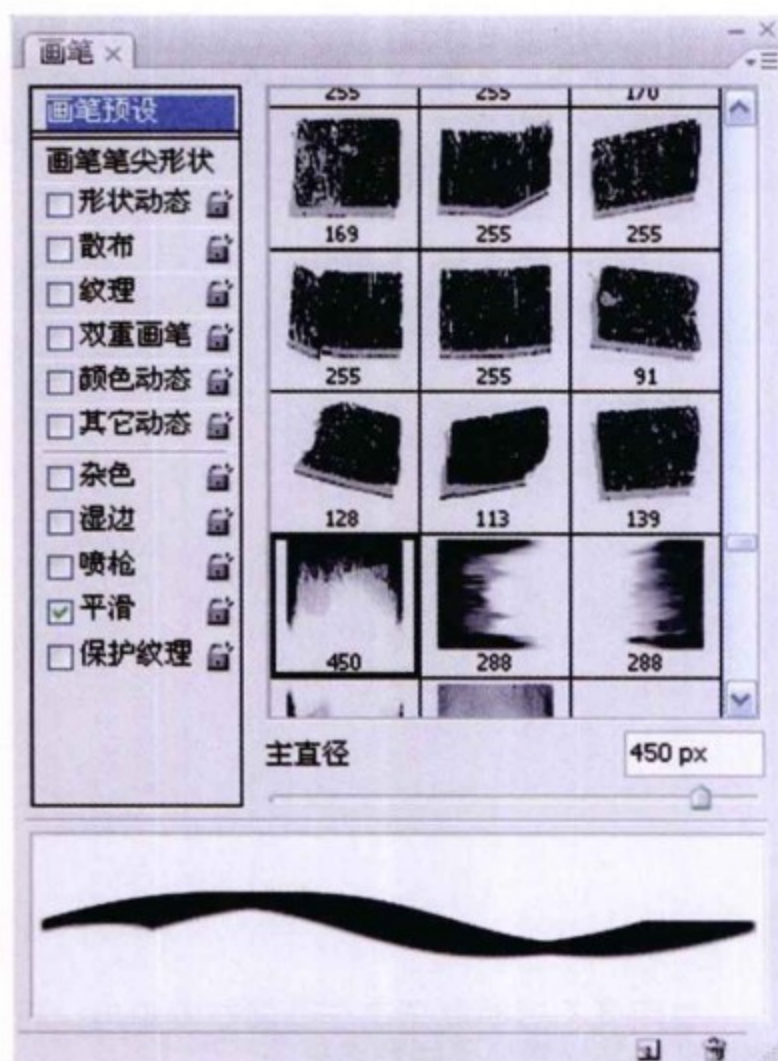 画笔
画笔预设
画笔笔尖形状
形状动态
散布
纹理
双重画笔
颜色动态
其它动态
杂色
湿边
喷枪
平滑
保护纹理
255 255 170
169 255 255
255 255 91
128 113 139
450 288 288
主直径 450 px